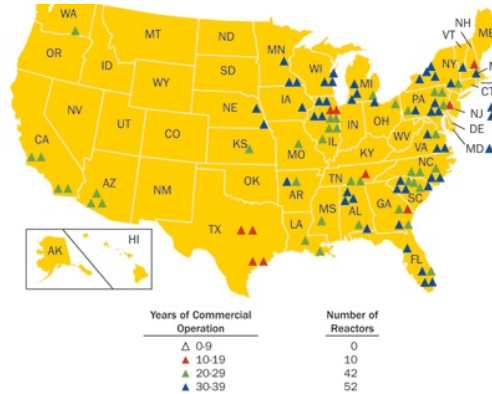 WA
NH
VT
ME
MT
ND
MN
OR
ID
SD
WI
NY
MI
WY
CT
IA
PA
NE
NV
OH
NJ
UT
IL
IN
DE
CO
WV
MD
CA
KS
MO
KY
VA
NC
TN
OK
AZ
NM
AR
SC
MS
AL
GA
TX
LA
HI
AK
FL
Years of Commercial Operation
Number of Reactors
0-9 0
10-19 10
20-29 42
30-39 52